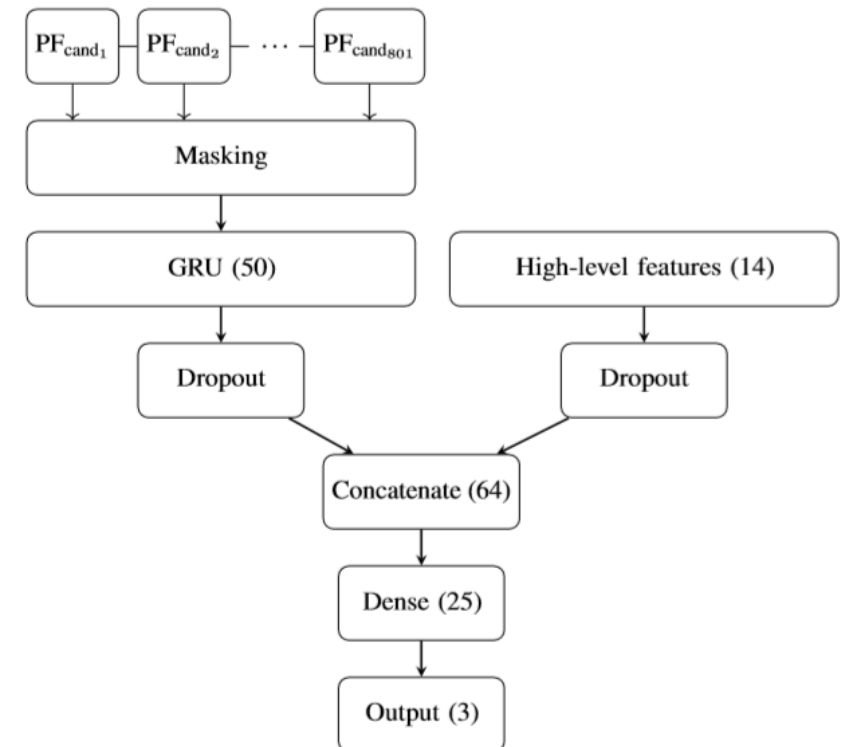 PFcand1 PFcand2 ... PFcand801
Masking
GRU (50)
High-level features (14)
Dropout
Dropout
Concatenate (64)
Dense (25)
Output (3)